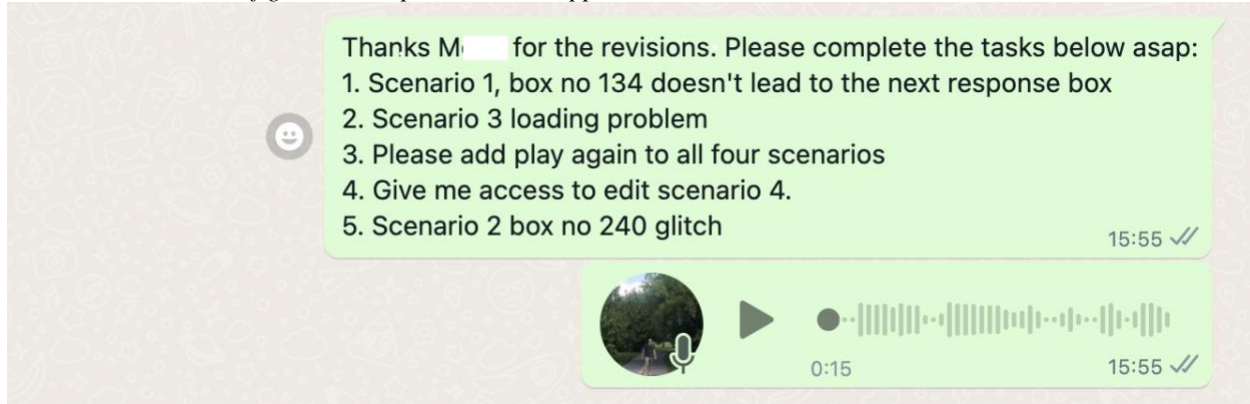 Thanks M for the revisions. Please complete the tasks below asap:
1. Scenario 1, box no 134 doesn't lead to the next response box
2. Scenario 3 loading problem
3. Please add play again to all four scenarios
4. Give me access to edit scenario 4.
5. Scenario 2 box no 240 glitch
15:55
0:15
15:55